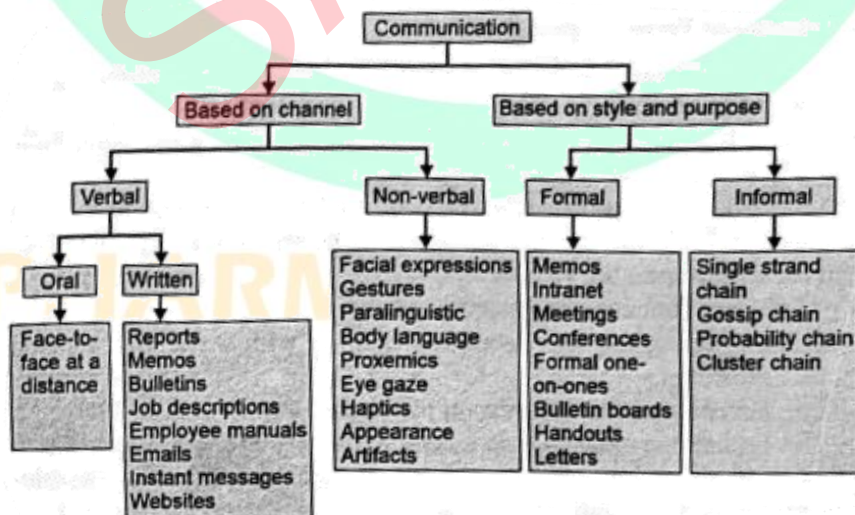 Communication
Based on channel
Based on style and purpose
Verbal
Non-verbal
Formal
Informal
Oral
Written
Face-to-
face at a
distance
Reports
Memos
Bulletins
Job descriptions
Employee manuals
Emails
Instant messages
Websites
Facial expressions
Gestures
Paralinguistic
Body language
Proxemics
Eye gaze
Haptics
Appearance
Artifacts
Memos
Intranet
Meetings
Conferences
Formal one-
on-ones
Bulletin boards
Handouts
Letters
Single strand
chain
Gossip chain
Probability chain
Cluster chain